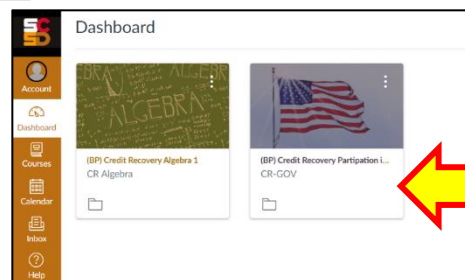 SC
SD
Dashboard
Account
Dashboard
Courses
Calendar
Inbox
Help
ALGEBRA
(BP) Credit Recovery Algebra 1
CR Algebra
(BP) Credit Recovery Partipation i...
CR-GOV